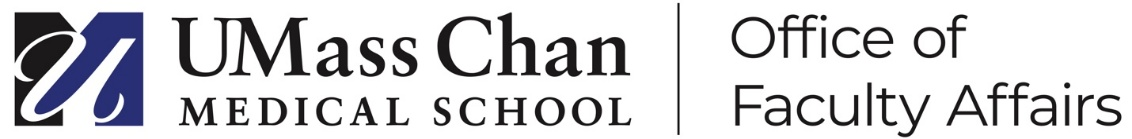 UMass Chan
MEDICAL SCHOOL
Office of
Faculty Affairs